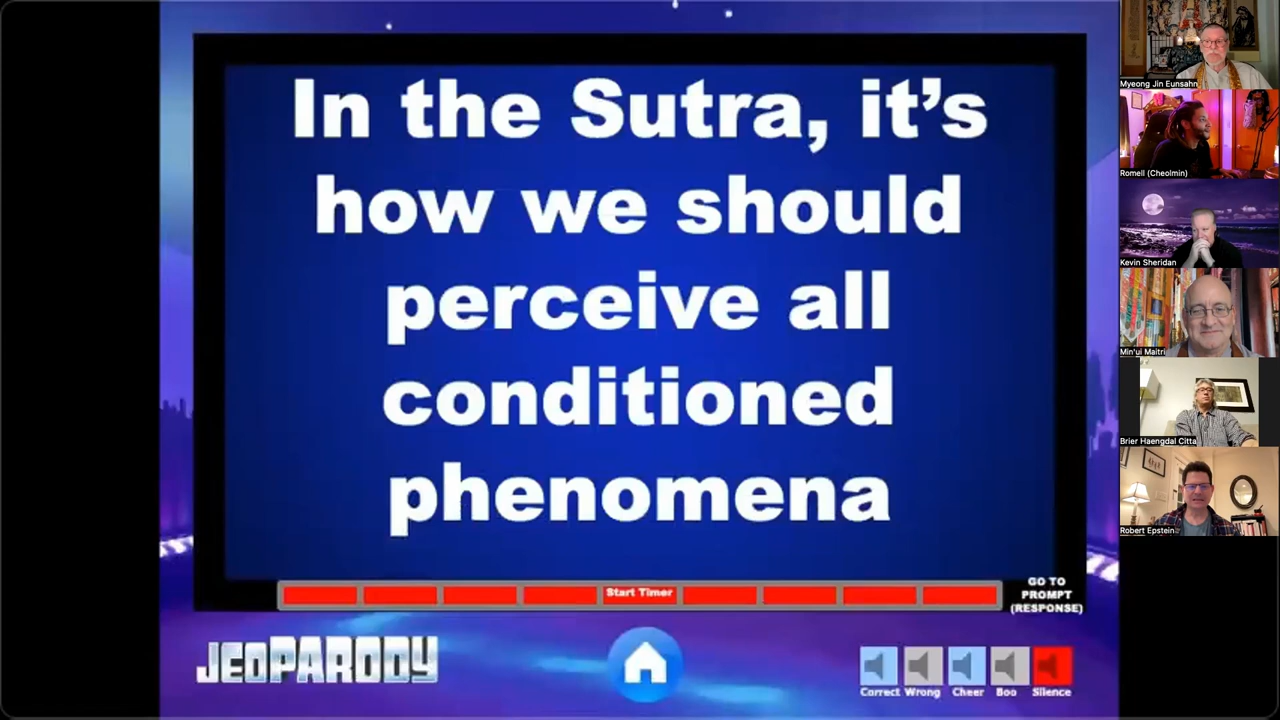 In the Sutra, it’s
how we should
perceive all
conditioned
phenomena
Start Timer
GO TO
PROMPT
(RESPONSE)
JEOPARODY
Correct Wrong Cheer Boo Silence
Myeong Jin Eunsahn
Romell (Cheolmin)
Kevin Sheridan
Min'ui Maitri
Brier Haengdal Citta
Robert Epstein